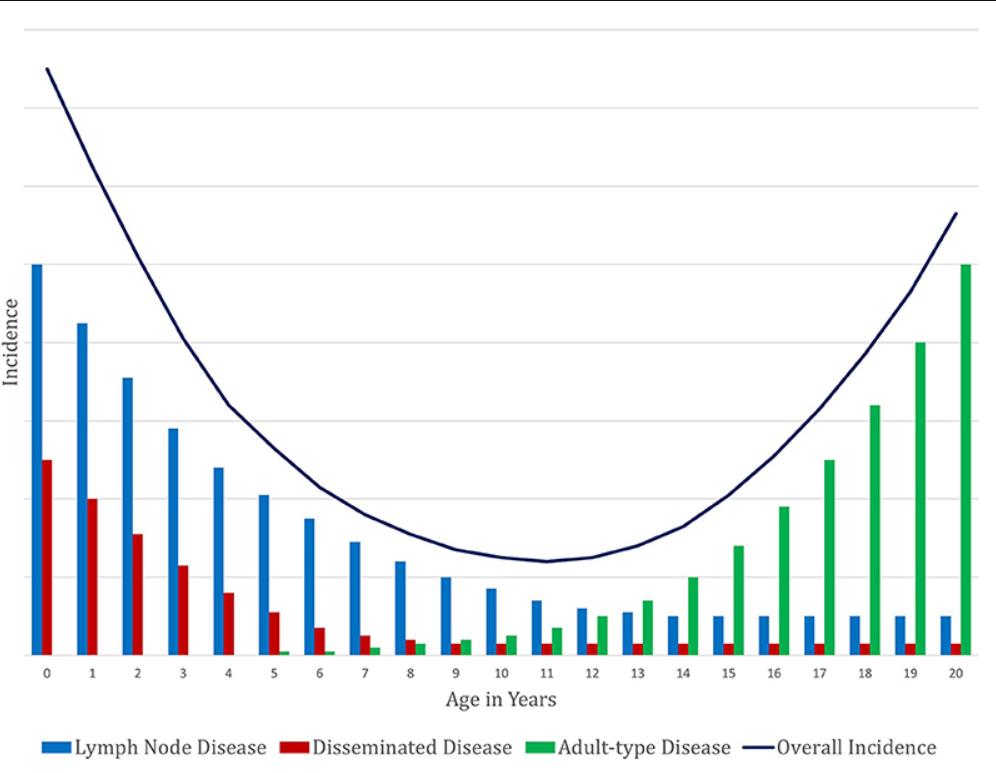 Incidence
0 1 2 3 4 5 6 7 8 9 10 11 12 13 14 15 16 17 18 19 20
Age in Years
Lymph Node Disease Disseminated Disease Adult-type Disease Overall Incidence